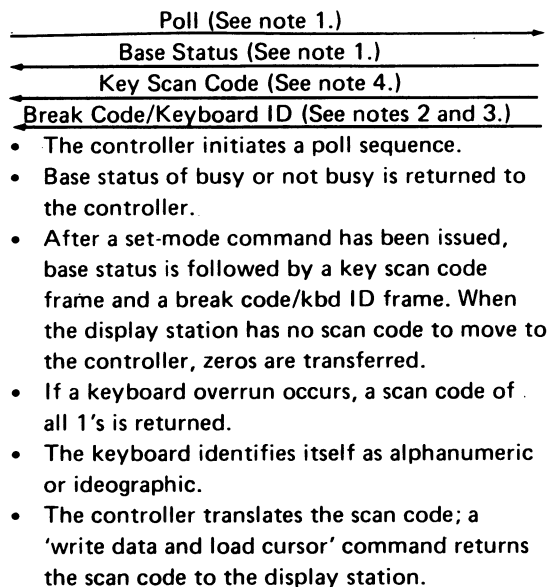 Poll (See note 1.)
Base Status (See note 1.)
Key Scan Code (See note 4.)
Break Code/Keyboard ID (See notes 2 and 3.)
• The controller initiates a poll sequence.
• Base status of busy or not busy is returned to
the controller.
• After a set-mode command has been issued,
base status is followed by a key scan code
frame and a break code/kbd ID frame. When
the display station has no scan code to move to
the controller, zeros are transferred.
• If a keyboard overrun occurs, a scan code of
all 1's is returned.
• The keyboard identifies itself as alphanumeric
or ideographic.
• The controller translates the scan code; a
'write data and load cursor' command returns
the scan code to the display station.